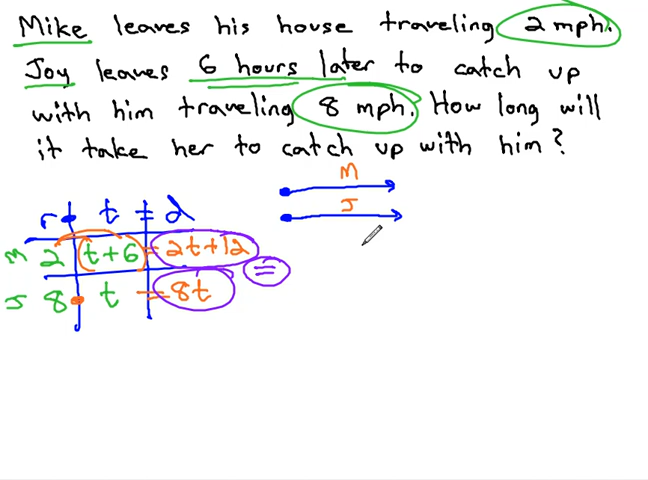 Mike leaves his house traveling 2 mph.
Joy leaves 6 hours later to catch up
with him traveling 8 mph. How long will
it take her to catch up with him?
M
J
r • t = d
M 2 (t+6) = 2t+12
=
J 8 • t = 8t